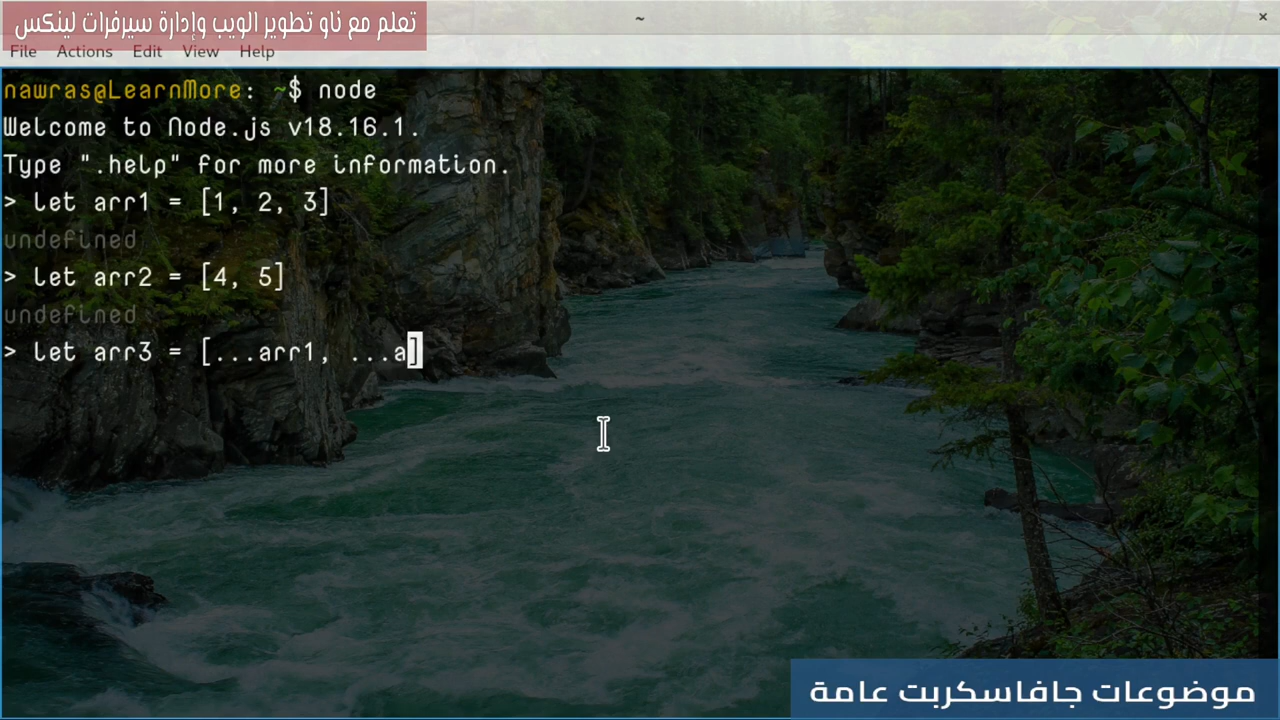 تعلم مع ناو تطوير الويب وإدارة سيرفرات لينكس
~
×
File Actions Edit View Help
nawras@LearnMore: ~$ node
Welcome to Node.js v18.16.1.
Type ".help" for more information.
> let arr1 = [1, 2, 3]
undefined
> let arr2 = [4, 5]
undefined
> let arr3 = [...arr1, ...a]
موضوعات جافاسكربت عامة